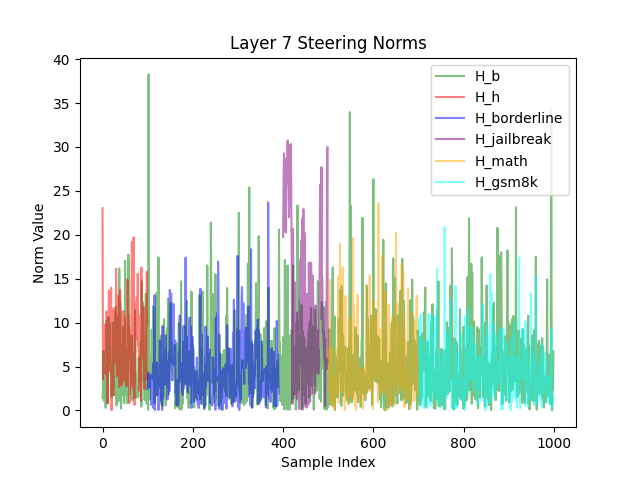 Layer 7 Steering Norms
40
35
30
25
20
15
10
5
0
Norm Value
H_b
H_h
H_borderline
H_jailbreak
H_math
H_gsm8k
0 200 400 600 800 1000
Sample Index